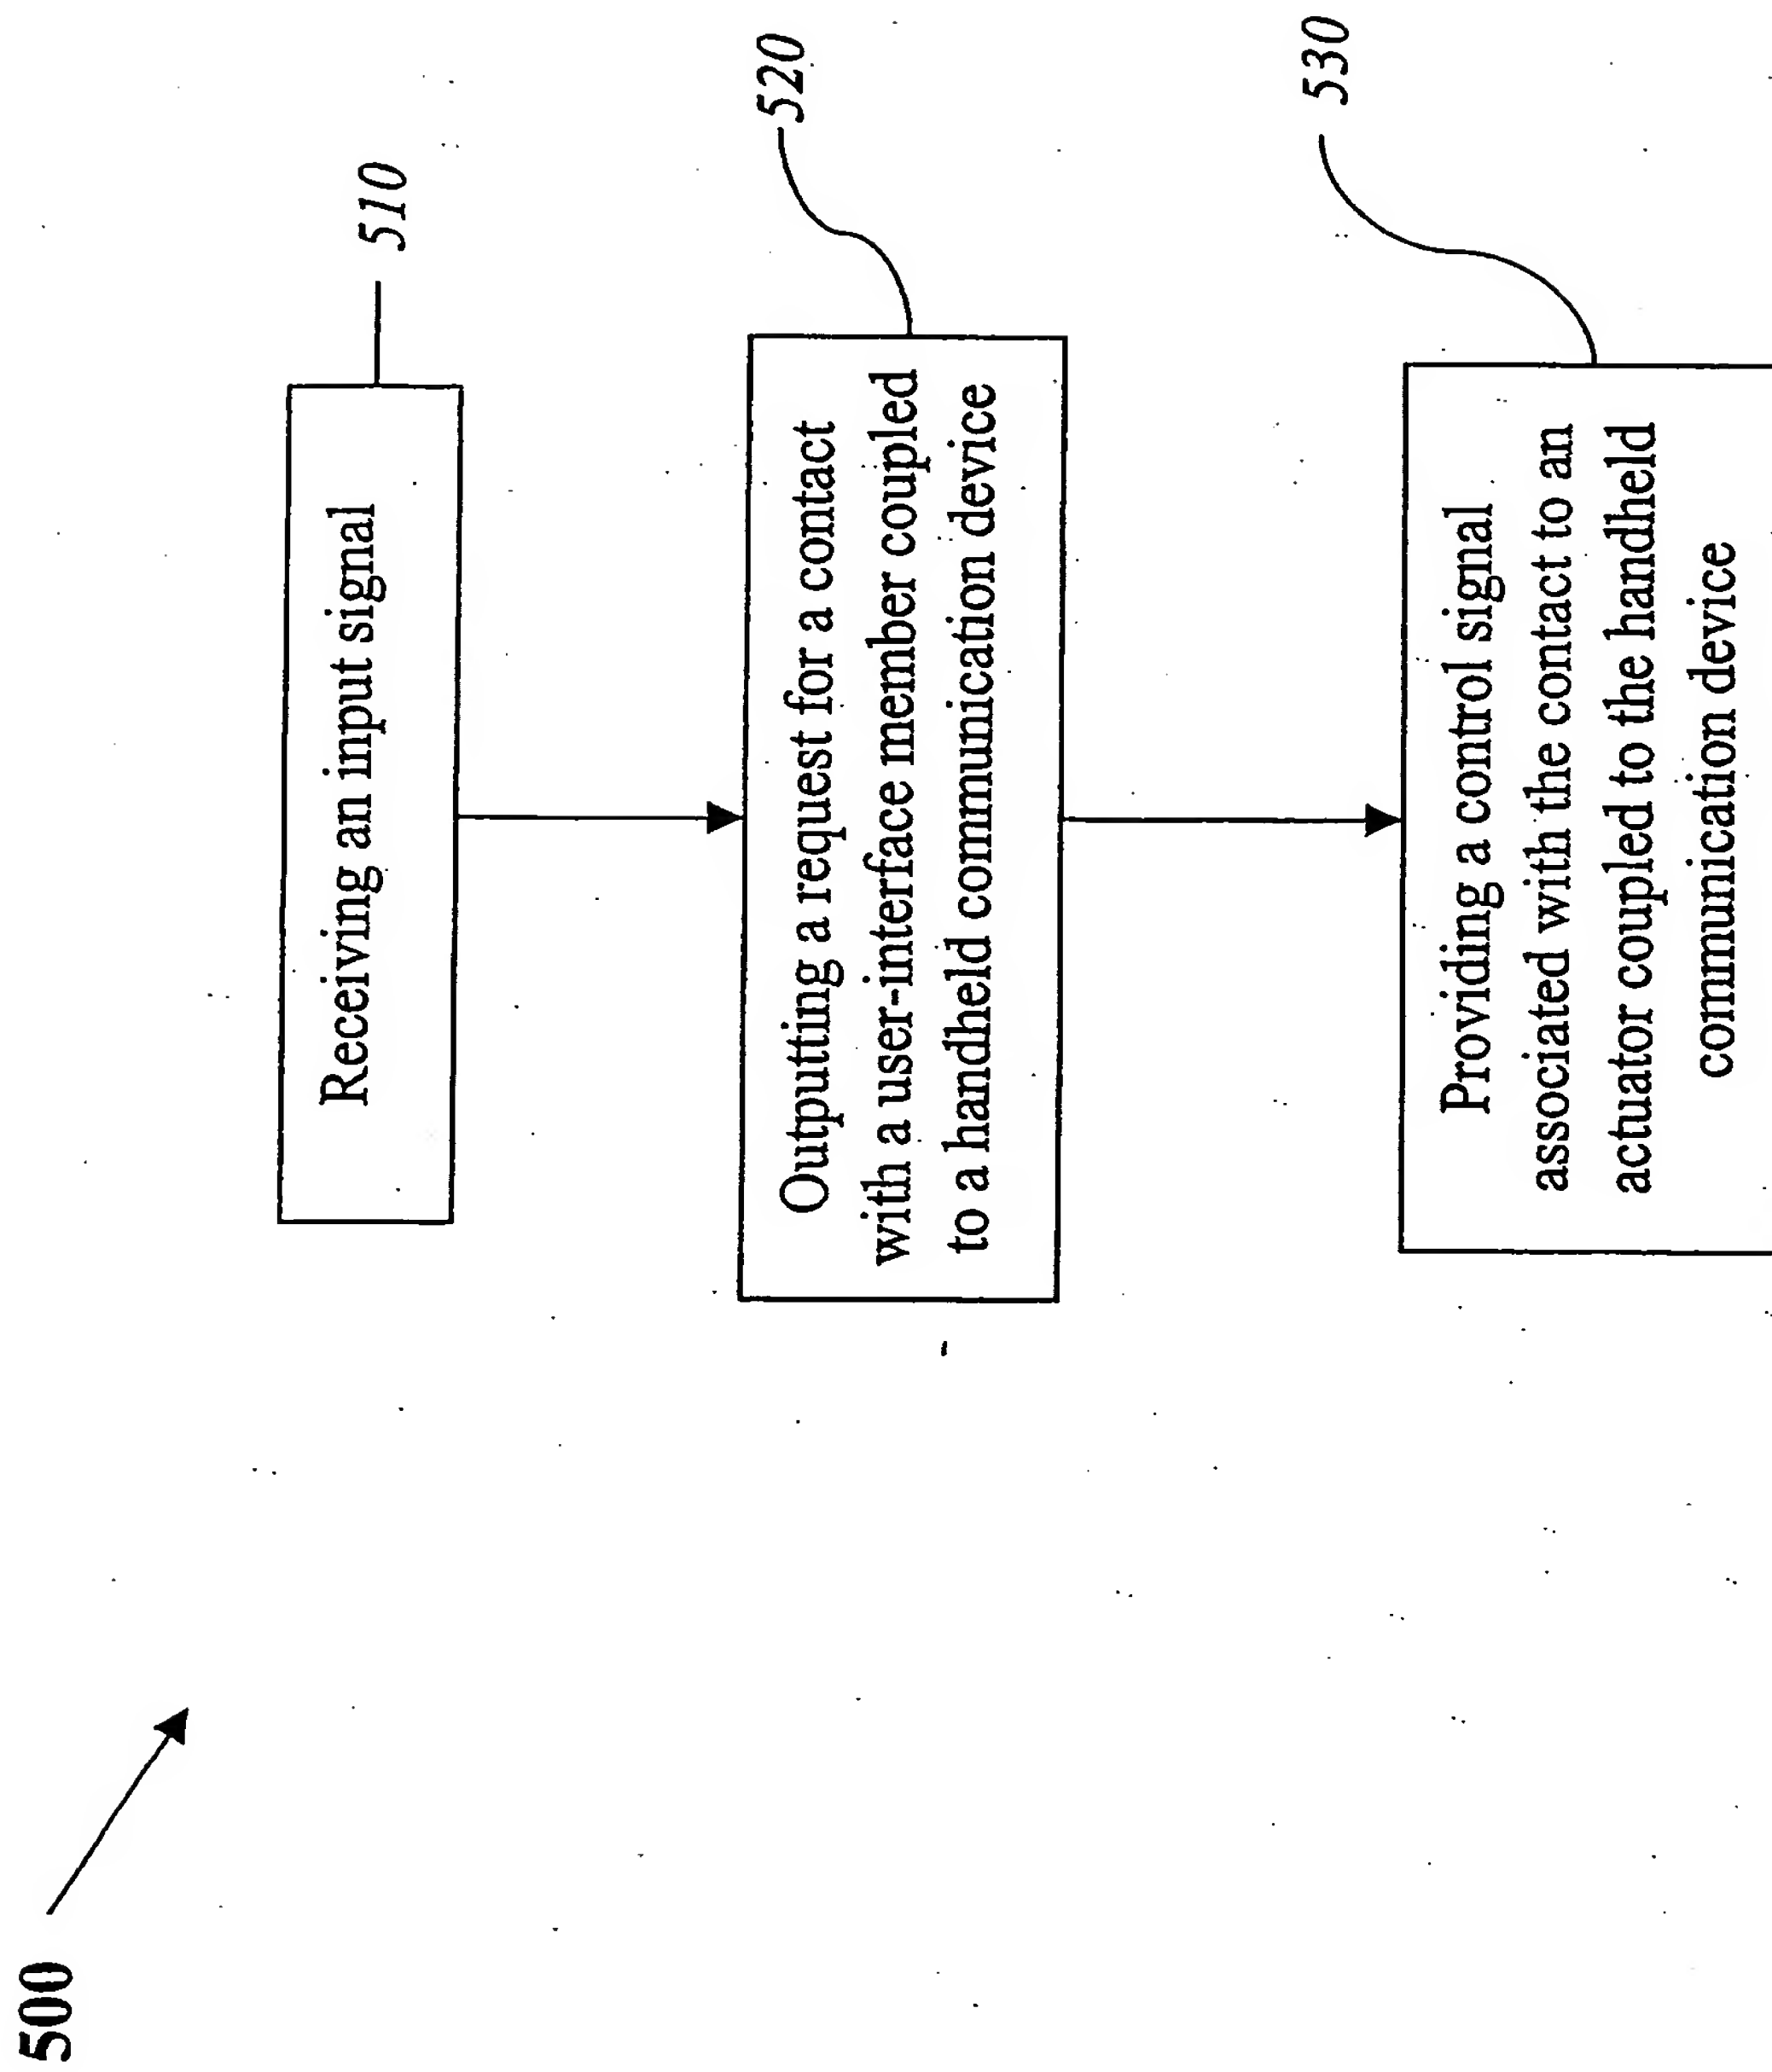 500
Receiving an input signal
510
Outputting a request for a contact
with a user-interface member coupled
to a handheld communication device
520
Providing a control signal
associated with the contact to an
actuator coupled to the handheld
communication device
530